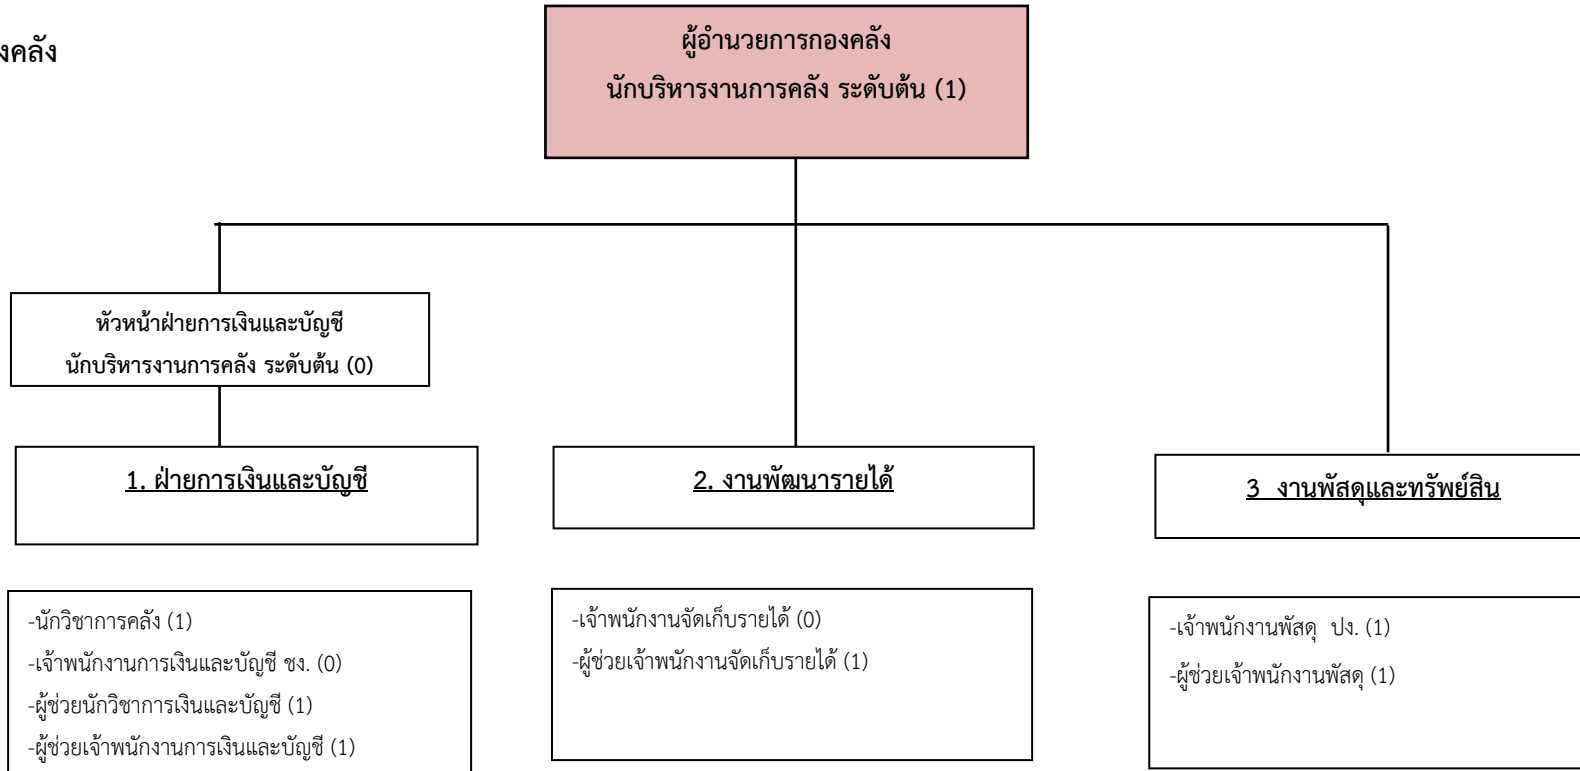 งคลัง
ผู้อำนวยการกองคลัง
นักบริหารงานการคลัง ระดับต้น (1)
หัวหน้าฝ่ายการเงินและบัญชี
นักบริหารงานการคลัง ระดับต้น (0)
1. ฝ่ายการเงินและบัญชี
2. งานพัฒนารายได้
3 งานพัสดุและทรัพย์สิน
-นักวิชาการคลัง (1)
-เจ้าพนักงานการเงินและบัญชี ชง. (0)
-ผู้ช่วยนักวิชาการเงินและบัญชี (1)
-ผู้ช่วยเจ้าพนักงานการเงินและบัญชี (1)
-เจ้าพนักงานจัดเก็บรายได้ (0)
-ผู้ช่วยเจ้าพนักงานจัดเก็บรายได้ (1)
-เจ้าพนักงานพัสดุ ปง. (1)
-ผู้ช่วยเจ้าพนักงานพัสดุ (1)